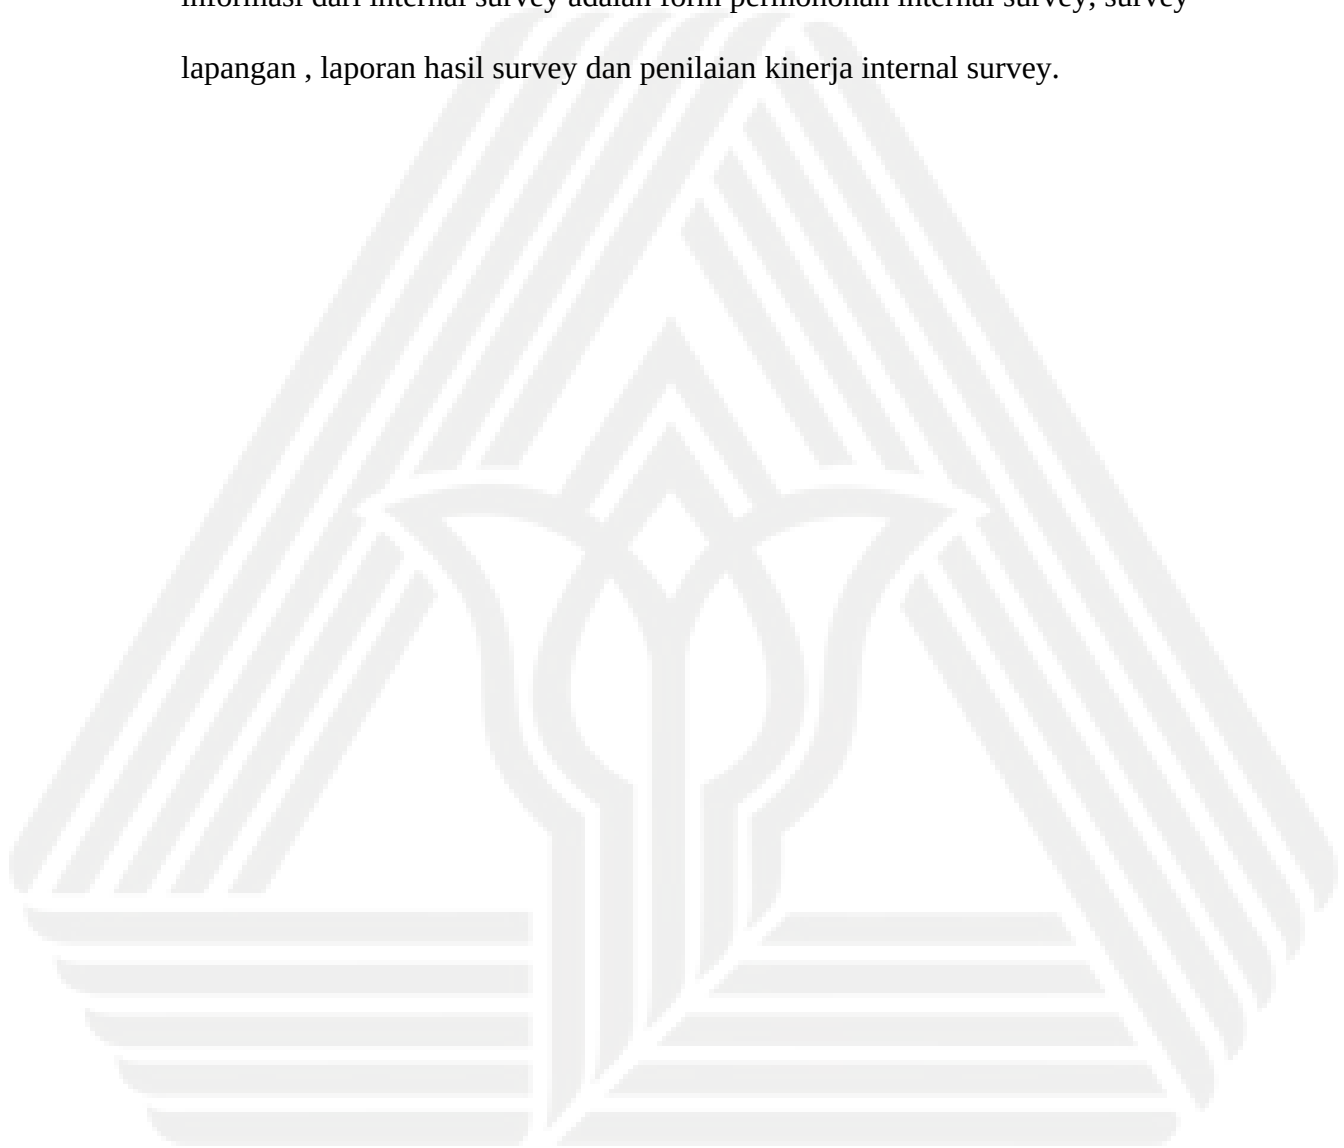 informasi dari internal survey adalah form permohonan internal survey, survey
lapangan , laporan hasil survey dan penilaian kinerja internal survey.